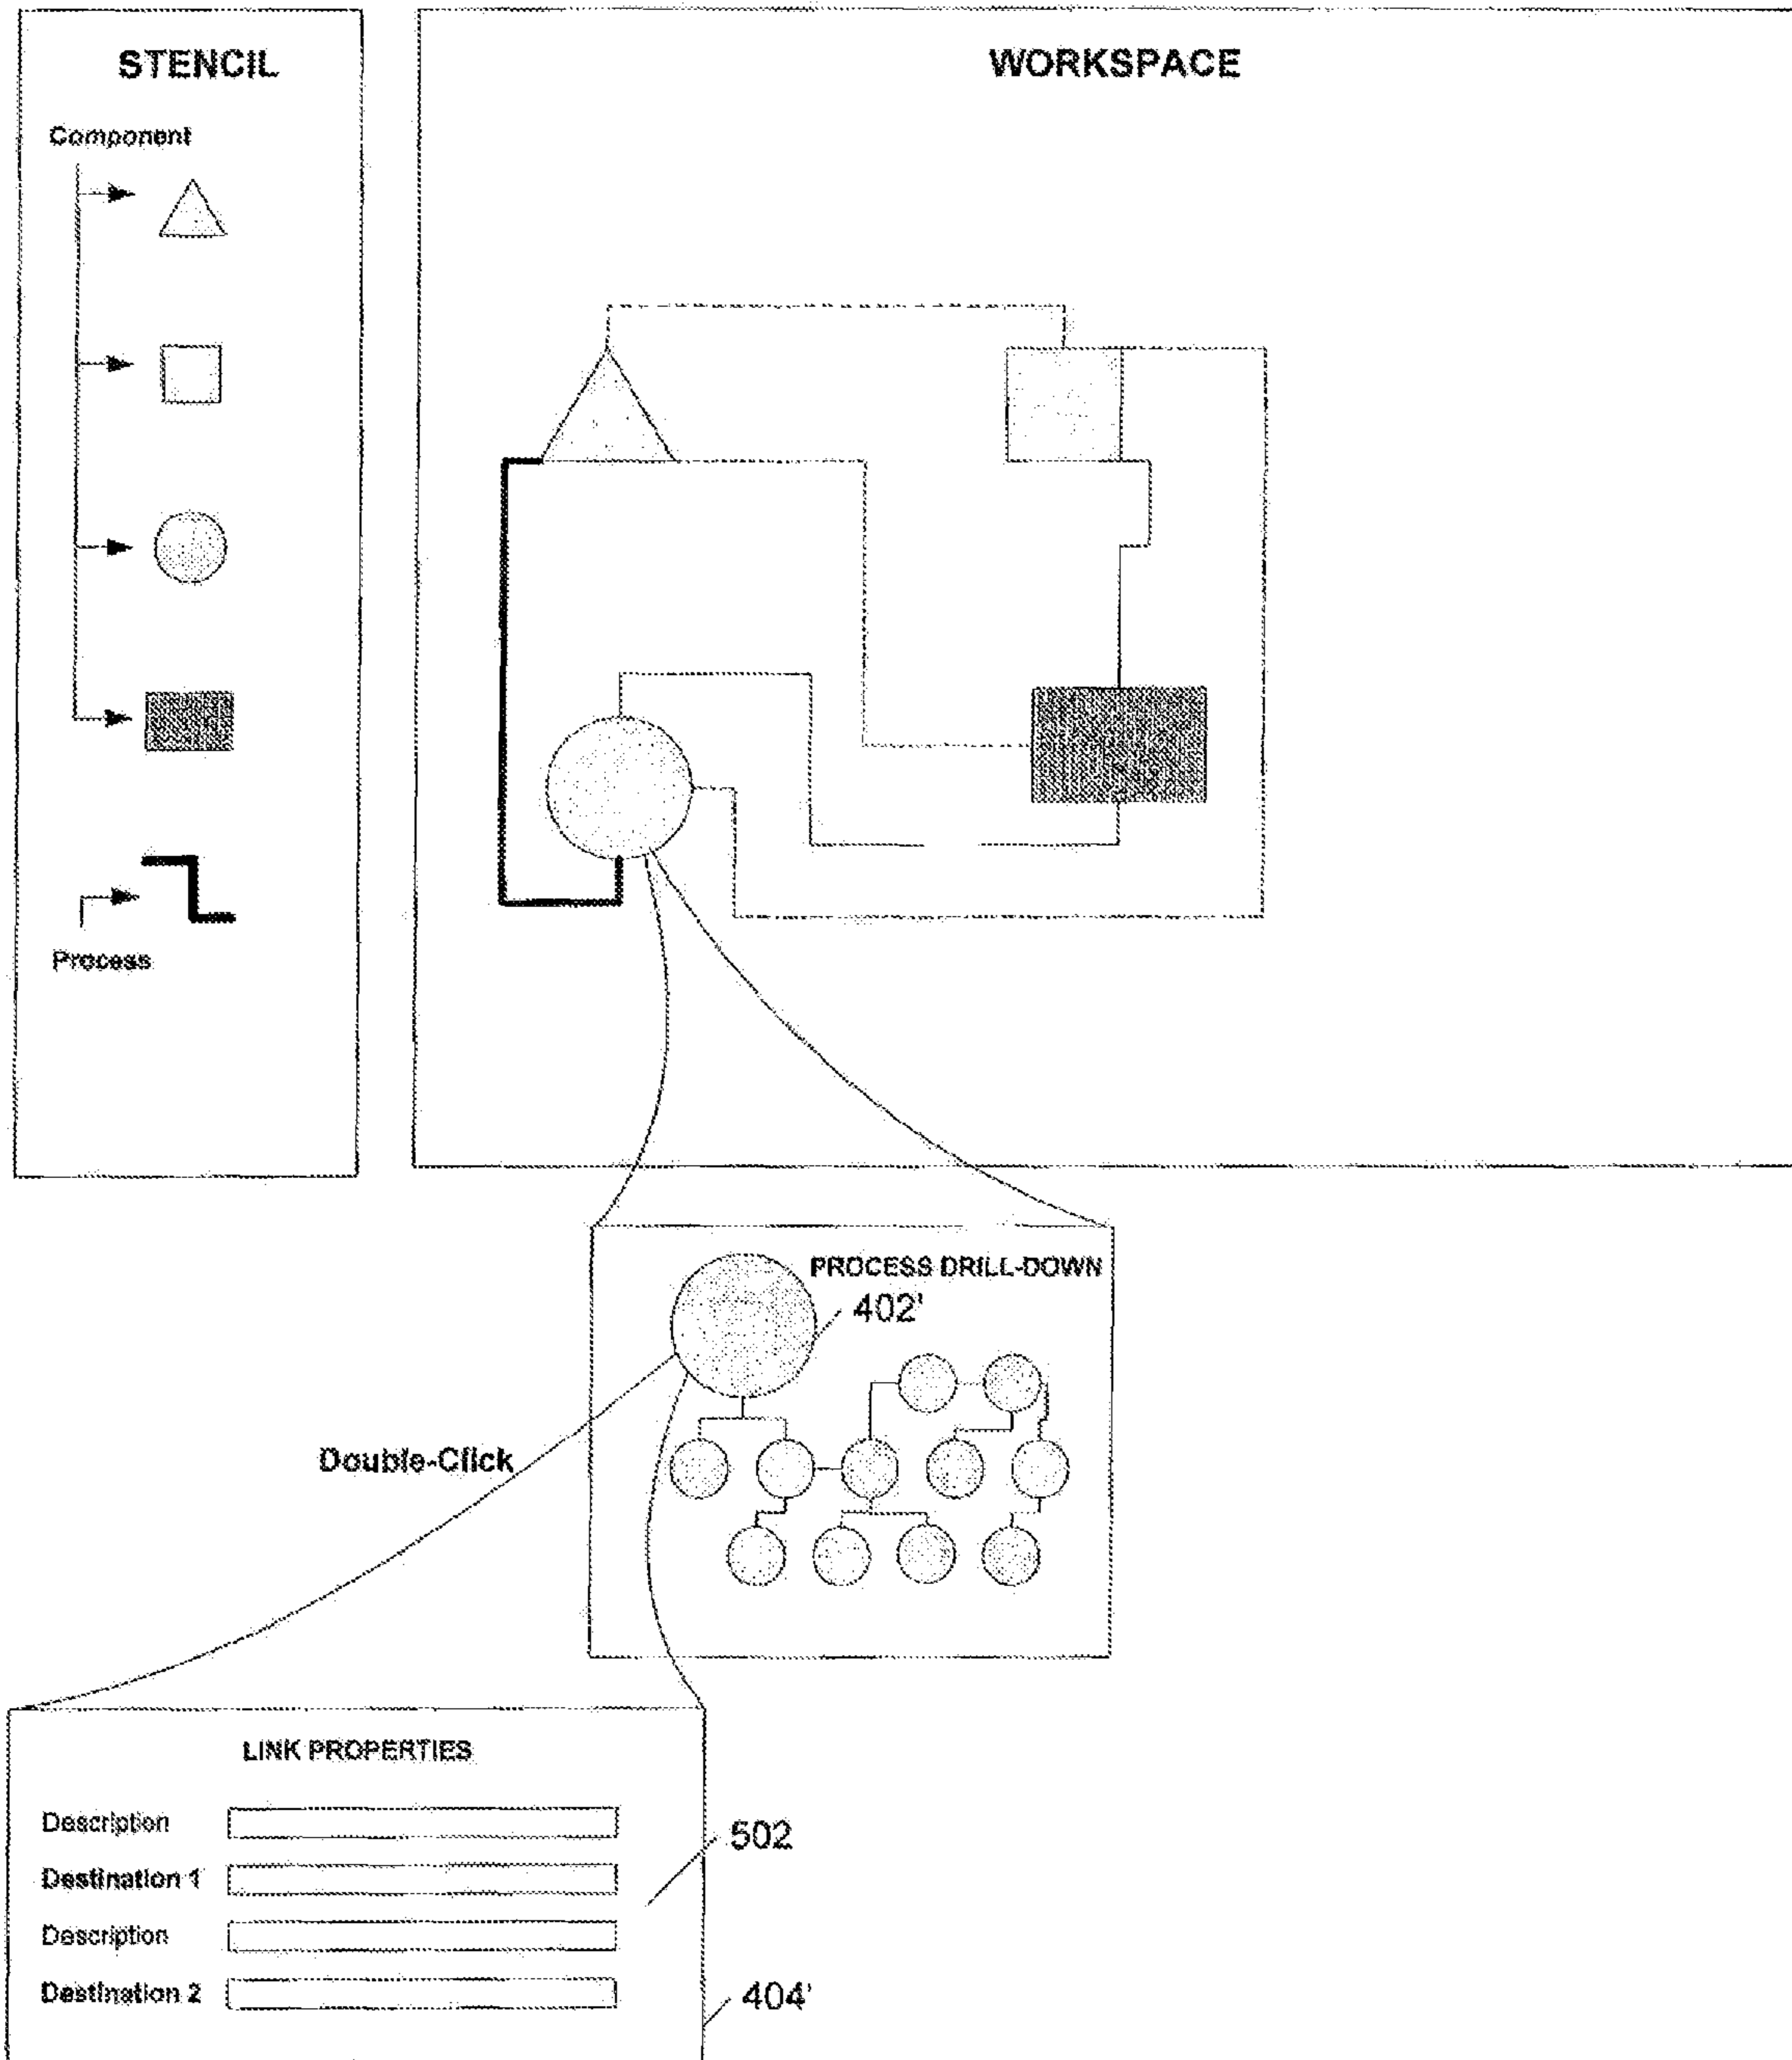 STENCIL
Component
Process
WORKSPACE
PROCESS DRILL-DOWN
402'
Double-Click
LINK PROPERTIES
Description
Destination 1
Description
Destination 2
502
404'